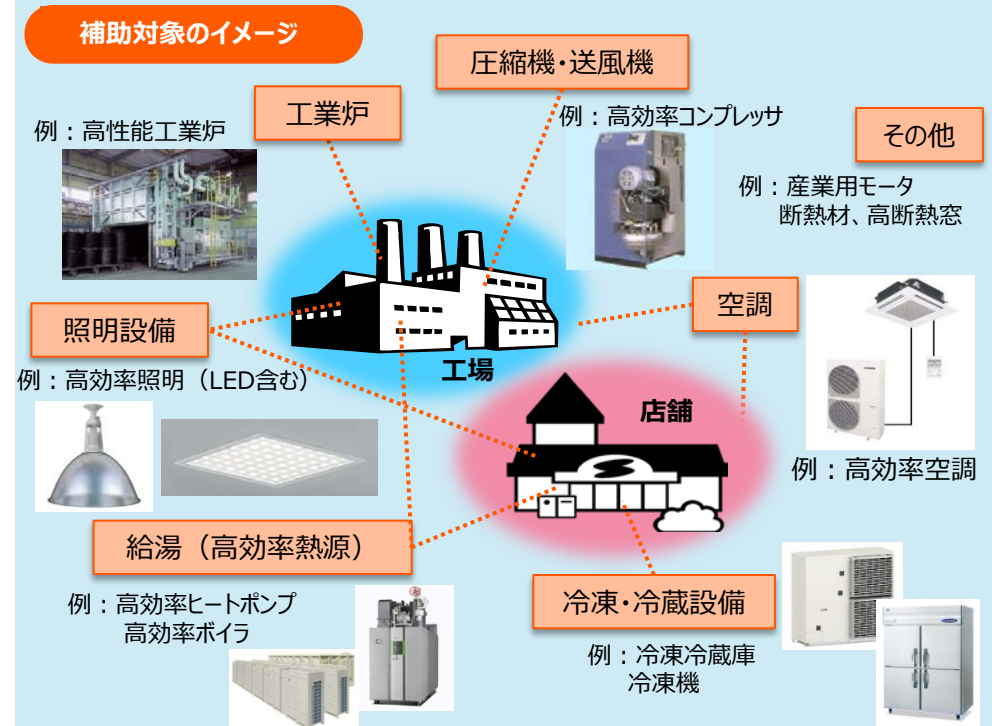 補助対象のイメージ
圧縮機・送風機
例：高効率コンプレッサ
工業炉
例：高性能工業炉
その他
例：産業用モータ
断熱材、高断熱窓
照明設備
例：高効率照明（LED含む）
工場
空調
例：高効率空調
店舗
給湯（高効率熱源）
例：高効率ヒートポンプ
高効率ボイラ
冷凍・冷蔵設備
例：冷凍冷蔵庫
冷凍機